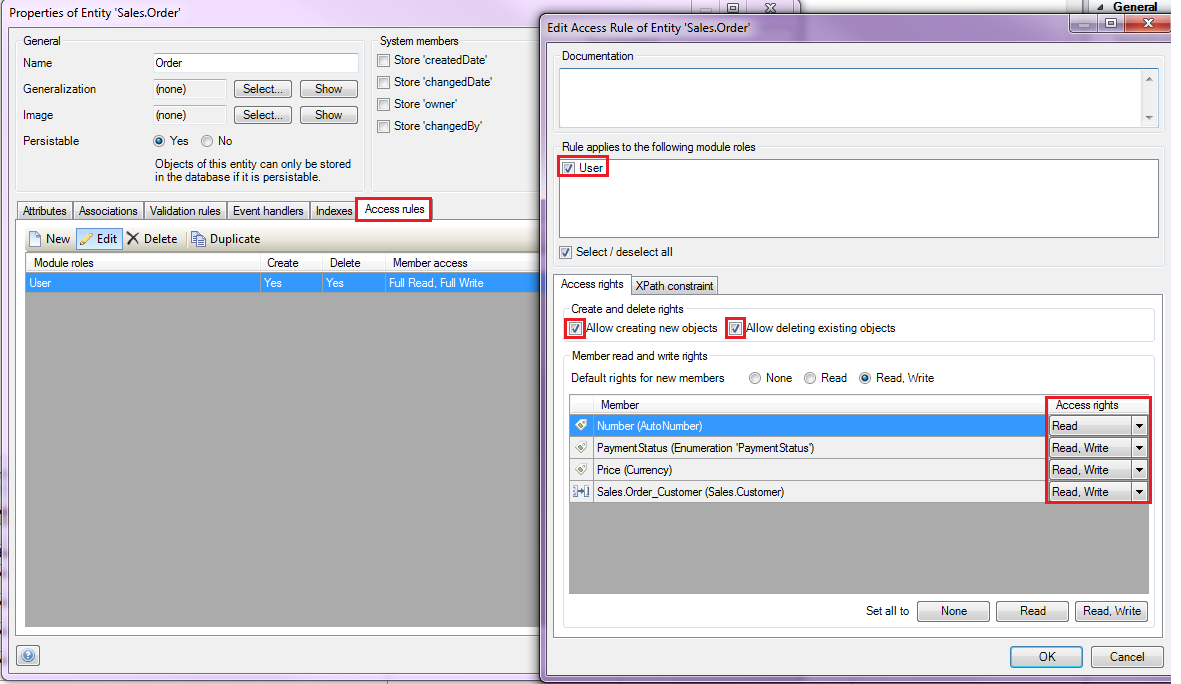 Properties of Entity 'Sales.Order'
General
Name
Order
Generalization
(none)
Select...
Show
Image
(none)
Select...
Show
Persistable
Yes
No
Objects of this entity can only be stored
in the database if it is persistable.
System members
Store 'createdDate'
Store 'changedDate'
Store 'owner'
Store 'changedBy'
Attributes
Associations
Validation rules
Event handlers
Indexes
Access rules
New
Edit
Delete
Duplicate
Module roles
Create
Delete
Member access
User
Yes
Yes
Full Read, Full Write
General
Edit Access Rule of Entity 'Sales.Order'
Documentation
Rule applies to the following module roles
User
Select / deselect all
Access rights
XPath constraint
Create and delete rights
Allow creating new objects
Allow deleting existing objects
Member read and write rights
Default rights for new members
None
Read
Read, Write
Member
Access rights
Number (AutoNumber)
Read
PaymentStatus (Enumeration 'PaymentStatus')
Read, Write
Price (Currency)
Read, Write
Sales.Order_Customer (Sales.Customer)
Read, Write
Set all to
None
Read
Read, Write
OK
Cancel